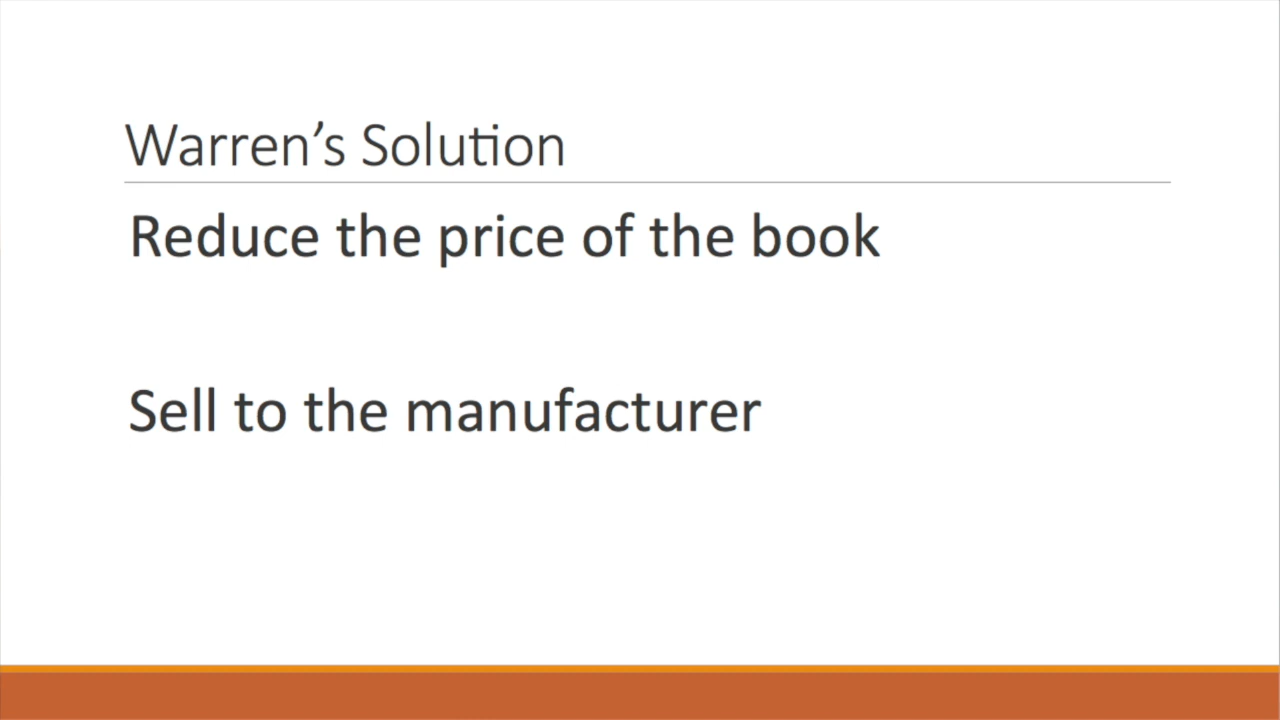 Warren’s Solution
Reduce the price of the book
Sell to the manufacturer